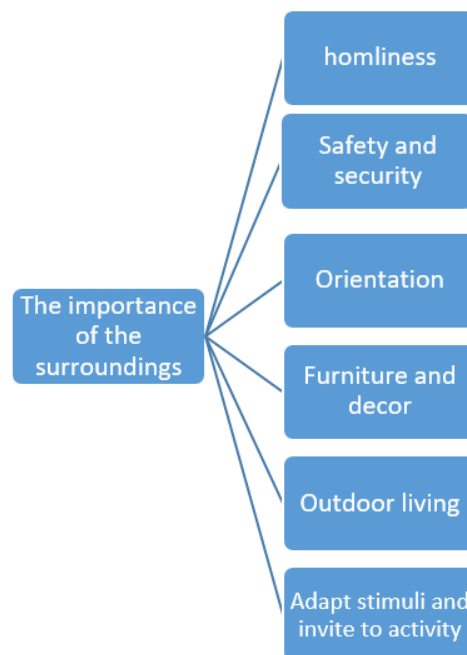 homliness
Safety and
security
Orientation
The importance
of the
surroundings
Furniture and
decor
Outdoor living
Adapt stimuli and
invite to activity